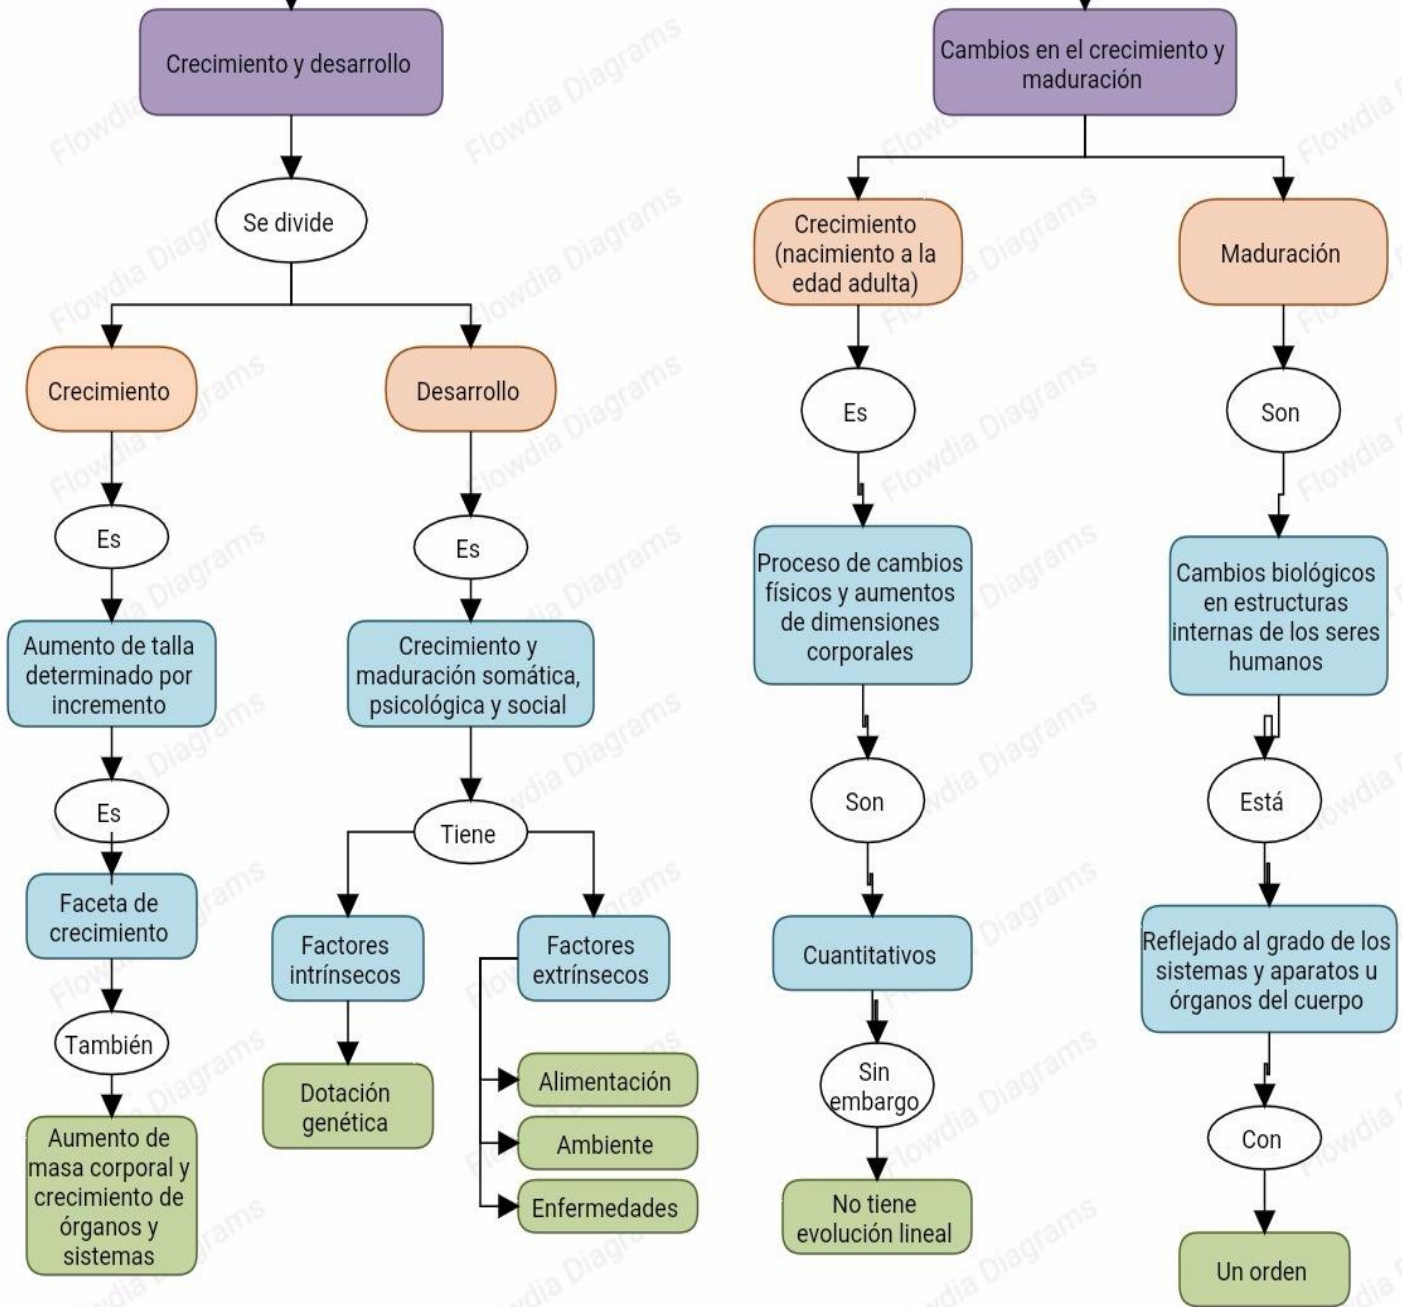 Crecimiento y desarrollo
Se divide
Crecimiento
Es
Aumento de talla
determinado por
incremento
Es
Faceta de
crecimiento
También
Aumento de
masa corporal y
crecimiento de
órganos y
sistemas
Desarrollo
Es
Crecimiento y
maduración somática,
psicológica y social
Tiene
Factores
intrínsecos
Dotación
genética
Factores
extrínsecos
Alimentación
Ambiente
Enfermedades
Cambios en el crecimiento y
maduración
Crecimiento
(nacimiento a la
edad adulta)
Es
Proceso de cambios
físicos y aumentos
de dimensiones
corporales
Son
Cuantitativos
Sin
embargo
No tiene
evolución lineal
Maduración
Son
Cambios biológicos
en estructuras
internas de los seres
humanos
Está
Reflejado al grado de los
sistemas y aparatos u
órganos del cuerpo
Con
Un orden
Flowdia Diagrams